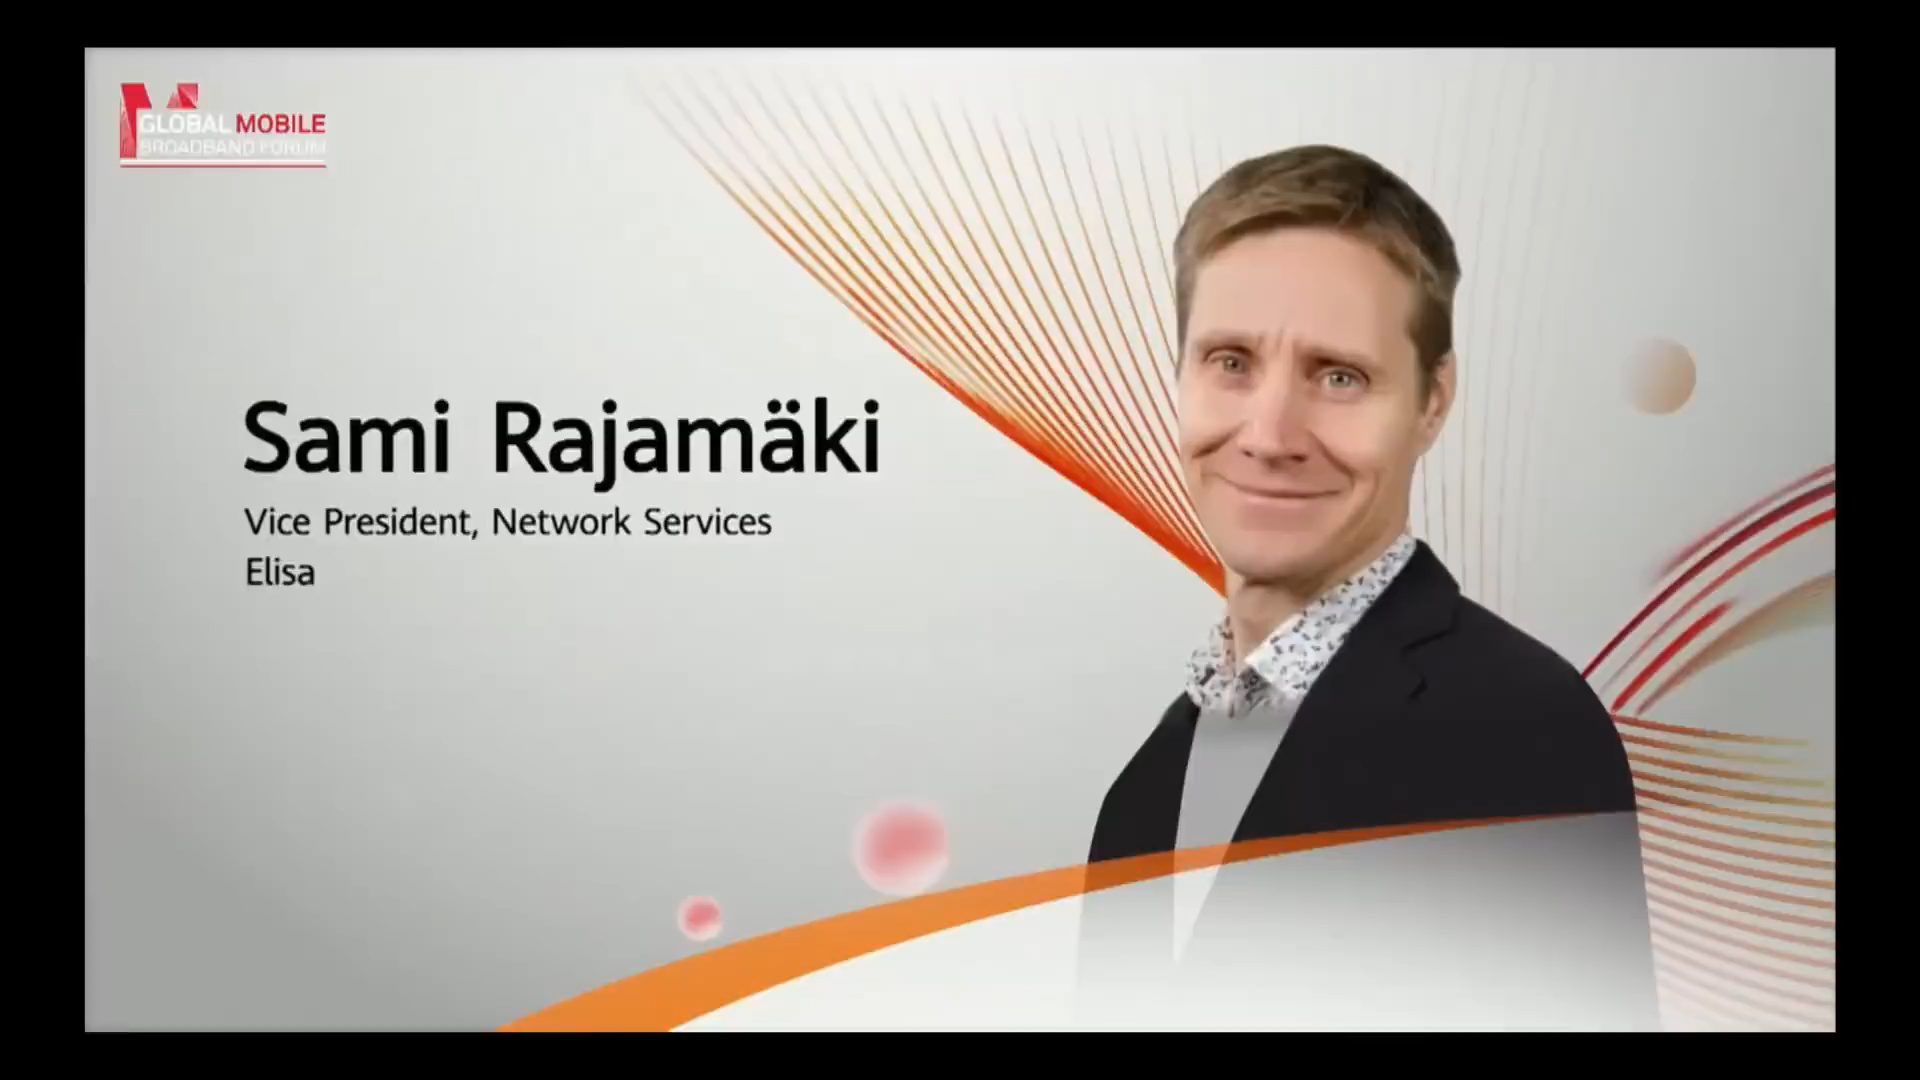 GLOBAL MOBILE
BROADBAND FORUM
Sami Rajamäki
Vice President, Network Services
Elisa